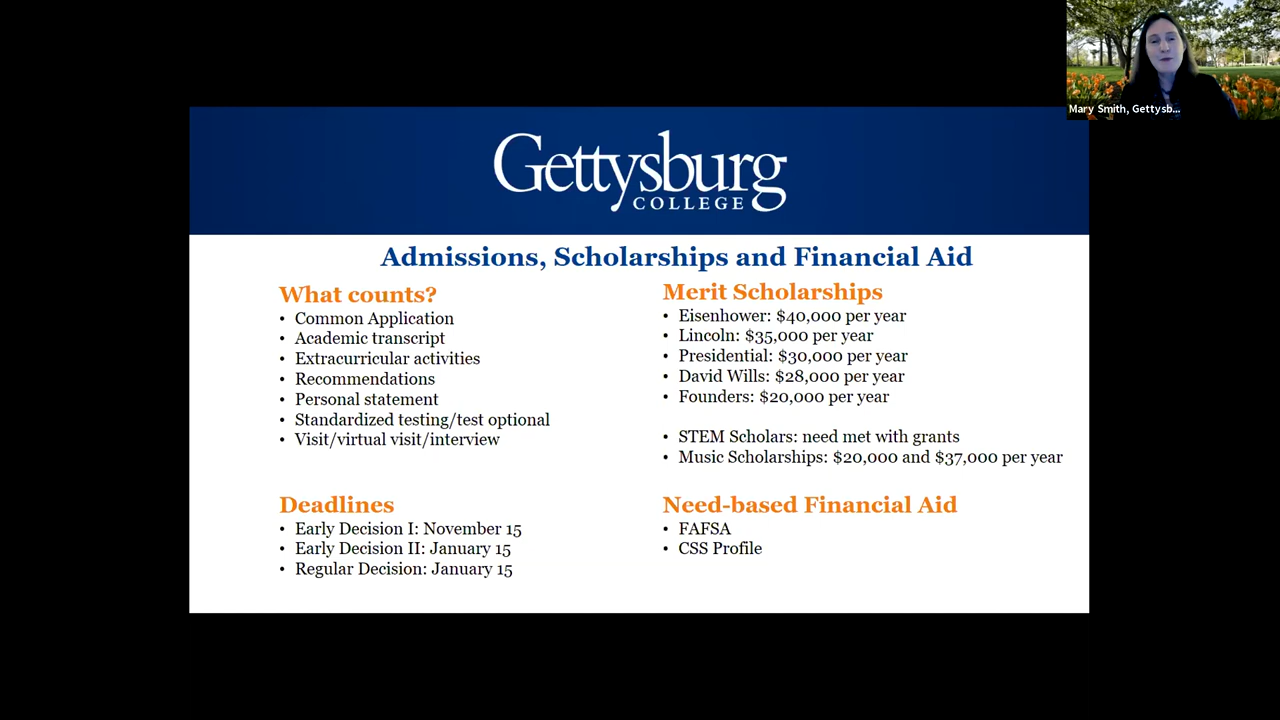 Mary Smith, Gettysb...
Gettysburg
COLLEGE
Admissions, Scholarships and Financial Aid
What counts?
• Common Application
• Academic transcript
• Extracurricular activities
• Recommendations
• Personal statement
• Standardized testing/test optional
• Visit/virtual visit/interview
Deadlines
• Early Decision I: November 15
• Early Decision II: January 15
• Regular Decision: January 15
Merit Scholarships
• Eisenhower: $40,000 per year
• Lincoln: $35,000 per year
• Presidential: $30,000 per year
• David Wills: $28,000 per year
• Founders: $20,000 per year
• STEM Scholars: need met with grants
• Music Scholarships: $20,000 and $37,000 per year
Need-based Financial Aid
• FAFSA
• CSS Profile